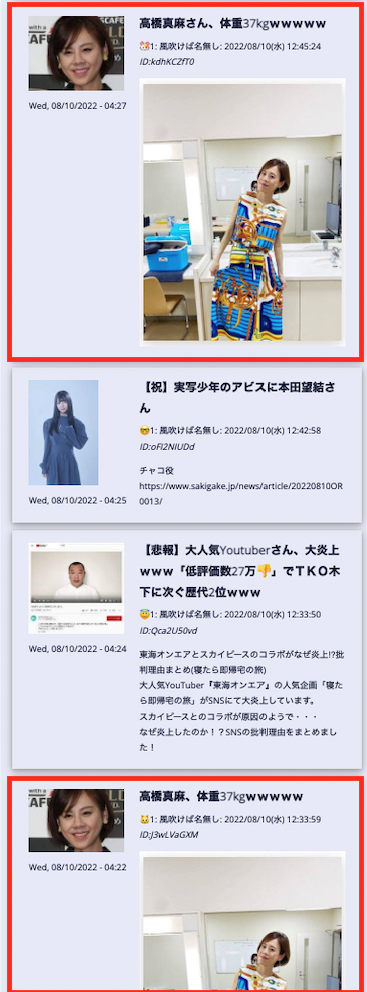 高橋真麻さん、体重37kgｗｗｗｗｗ
1: 風吹けば名無し: 2022/08/10(水) 12:45:24
ID:kdhKCZfT0
Wed, 08/10/2022 - 04:27
【祝】実写少年のアビスに本田望結さ
ん
1: 風吹けば名無し: 2022/08/10(水) 12:42:58
ID:oFI2NIUDd
チャコ役
https://www.sakigake.jp/news/article/20220810OR
0013/
Wed, 08/10/2022 - 04:25
【悲報】大人気Youtuberさん、大炎上
ｗｗｗ「低評価数27万👎」でＴＫＯ木
下に次ぐ歴代2位ｗｗｗ
1: 風吹けば名無し: 2022/08/10(水) 12:33:50
ID:Qca2U50vd
東海オンエアとスカイピースのコラボがなぜ炎上!?批
判理由まとめ(寝たら即帰宅の旅)
大人気YouTuber『東海オンエア』の人気企画「寝た
ら即帰宅の旅」がSNSにて大炎上しています。
スカイピースとのコラボが原因のようで・・・
なぜ炎上したのか！？SNSの批判理由をまとめまし
た！
Wed, 08/10/2022 - 04:24
高橋真麻、体重37kgｗｗｗｗｗ
1: 風吹けば名無し: 2022/08/10(水) 12:33:59
ID:J3wLVaGXM
Wed, 08/10/2022 - 04:22